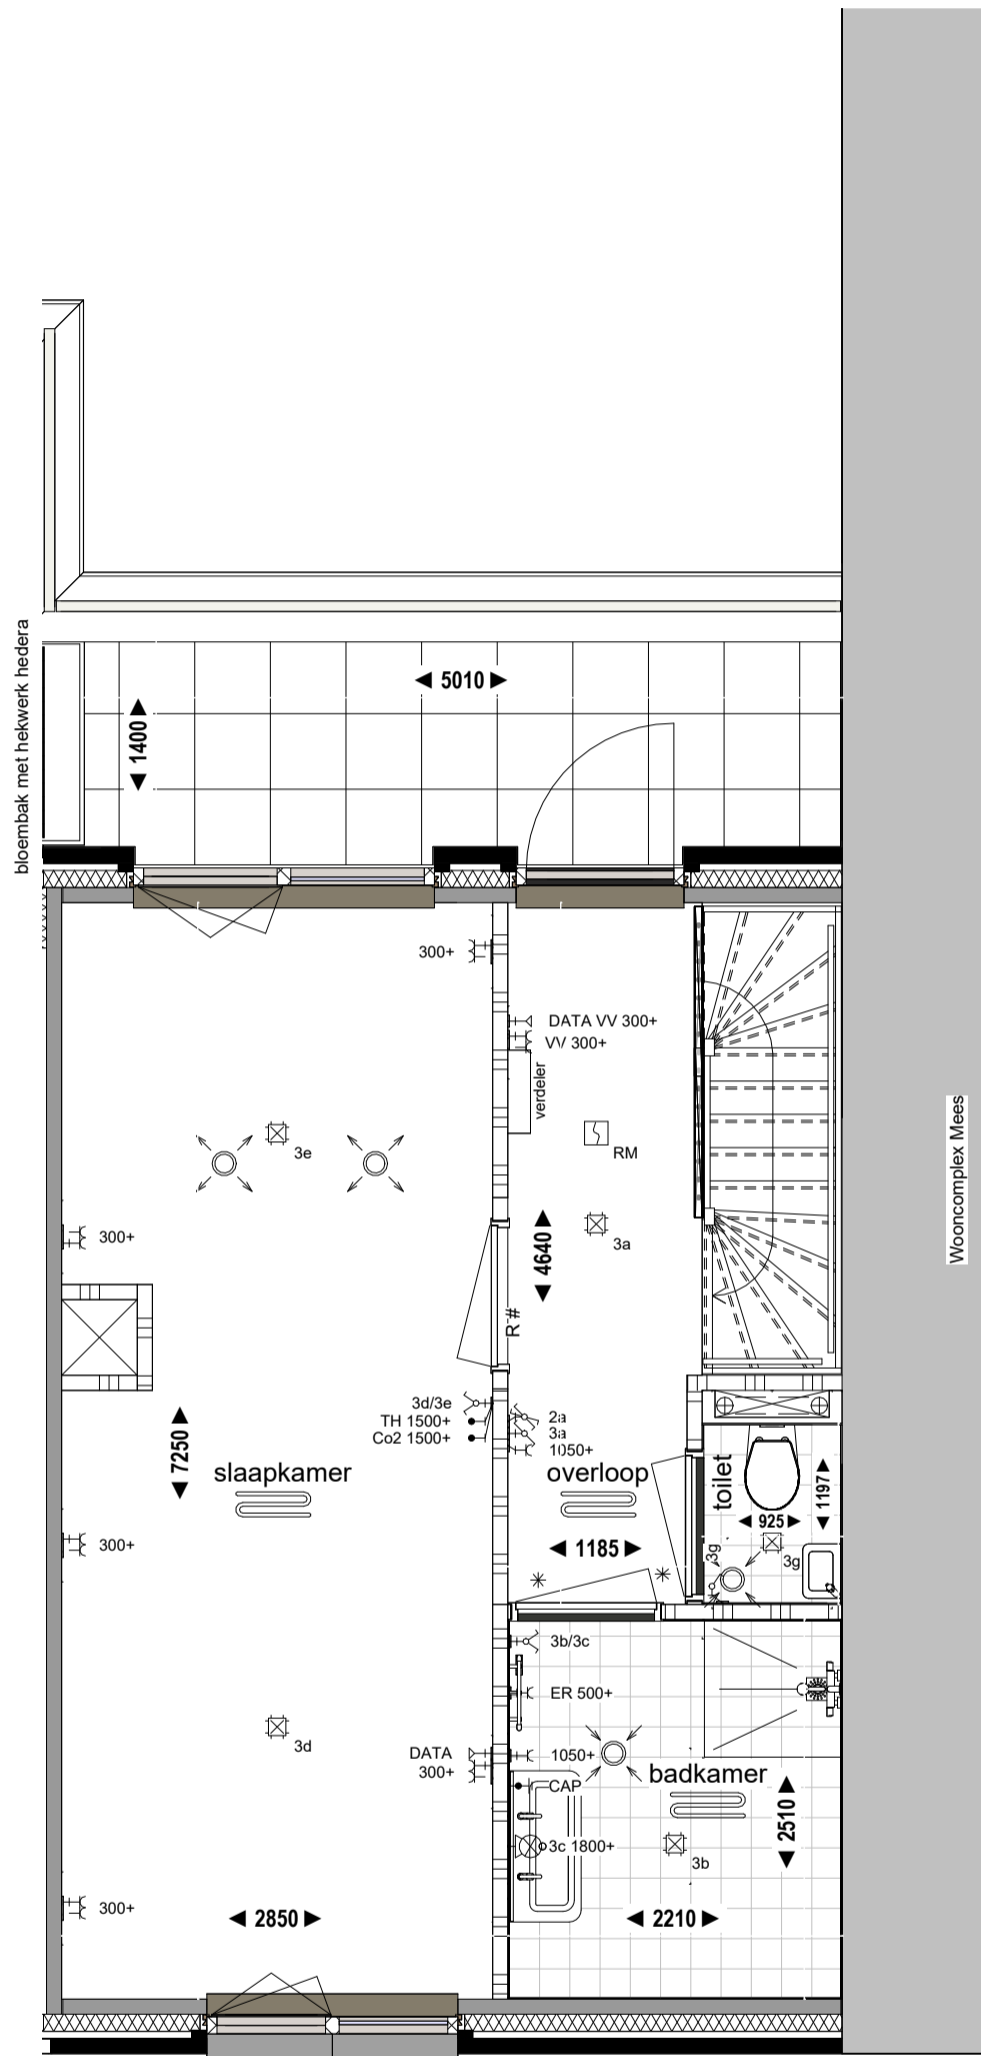 bloembak met hekwerk hedera
5010
1400
300+
DATA VV 300+
VV 300+
verdeler
3e
RM
Wooncomplex Mees
300+
3a
4640
R #
3d/3e
TH 1500+
Co2 1500+
2a
3a
1050+
7250
slaapkamer
overloop
toilet
1197
925
300+
1185
3g
3g
3b/3c
ER 500+
3d
DATA
300+
1050+
badkamer
CAP
2510
3c 1800+
3b
300+
2850
2210